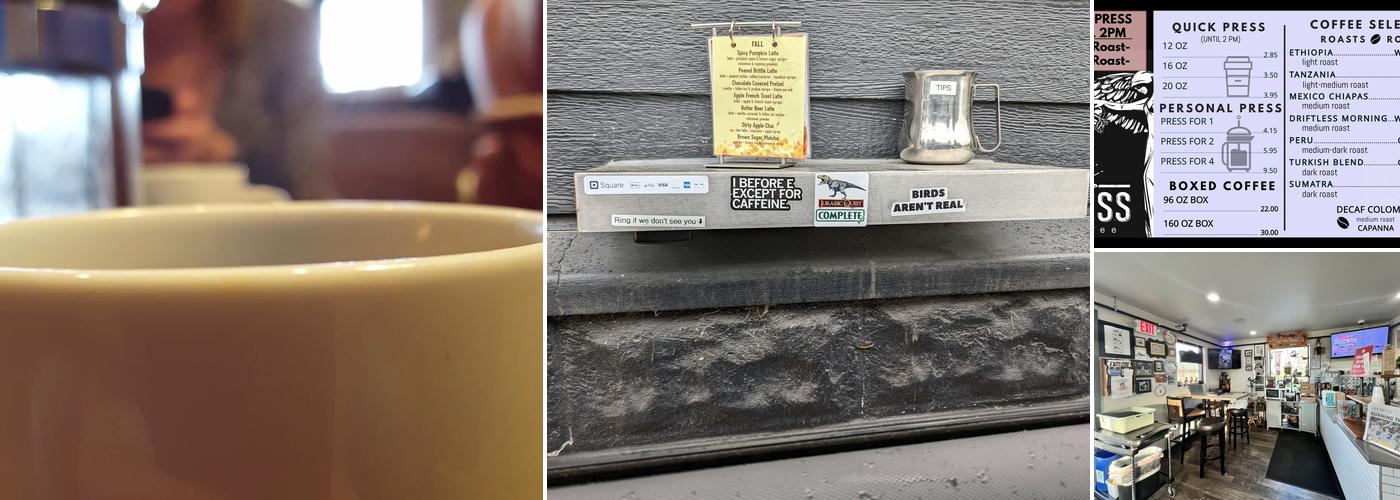 FALL
Spicy Pumpkin Latte
Peanut Brittle Latte
Chocolate Covered Pretzel
Apple French Toast Latte
Butter Beer Latte
Dirty Apple Chai
Brown Sugar Matcha
TIPS
Square
Pay
VISA
I BEFORE E
EXCEPT FOR
CAFFEINE.
JURASSIC QUEST
COMPLETE
BIRDS
AREN'T REAL
Ring if we don't see you ⬇
PRESS
2PM
Roast-
Roast-
SS
e e
QUICK PRESS
(UNTIL 2 PM)
12 OZ
2.85
16 OZ
3.50
20 OZ
3.95
PERSONAL PRESS
PRESS FOR 1
4.15
PRESS FOR 2
5.95
PRESS FOR 4
9.50
BOXED COFFEE
96 OZ BOX
22.00
160 OZ BOX
30.00
COFFEE SELE
ROASTS RO
ETHIOPIA W
light roast
TANZANIA
light-medium roast
MEXICO CHIAPAS
medium roast
DRIFTLESS MORNING W
medium roast
PERU
medium-dark roast
TURKISH BLEND
dark roast
SUMATRA
dark roast
DECAF COLOM
medium roast
CAPANNA
EXIT
EXPLORE